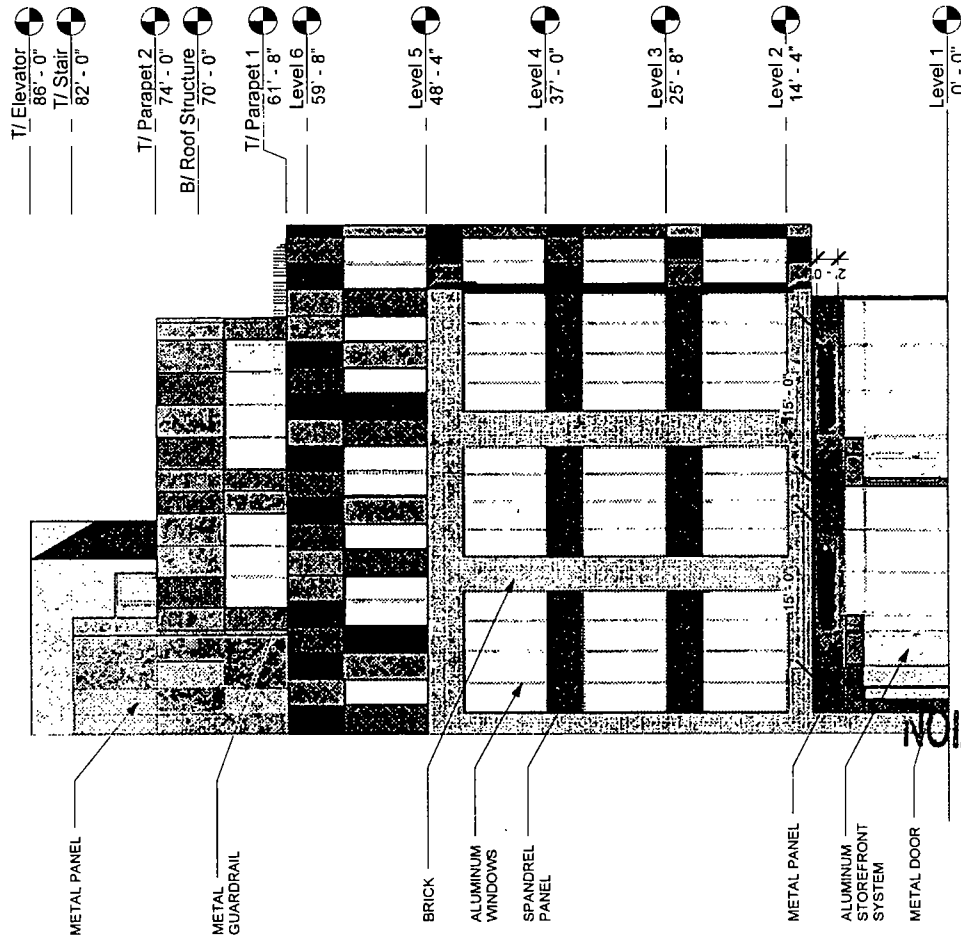 T/ Elevator
86' - 0"
T/ Stair
82' - 0"
T/ Parapet 2
74' - 0"
B/ Roof Structure
70' - 0"
T/ Parapet 1
61' - 8"
Level 6
59' - 8"
Level 5
48' - 4"
Level 4
37' - 0"
Level 3
25' - 8"
Level 2
14' - 4"
Level 1
0' - 0"
2' - 0"
15' - 0"
15' - 0"
METAL PANEL
METAL
GUARDRAIL
BRICK
ALUMINUM
WINDOWS
SPANDREL
PANEL
METAL PANEL
ALUMINUM
STOREFRONT
SYSTEM
METAL DOOR
NOI